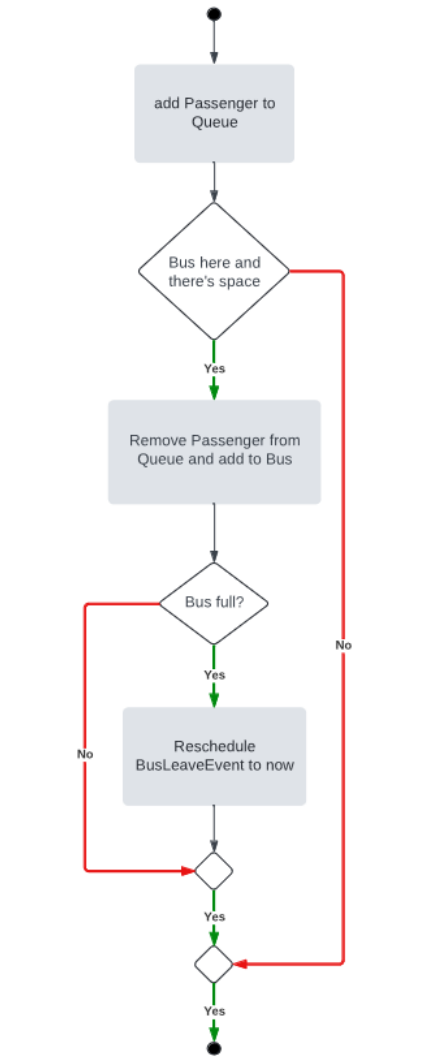 add Passenger to
Queue
Bus here and
there's space
Yes
Remove Passenger from
Queue and add to Bus
Bus full?
No
Yes
Reschedule
BusLeaveEvent to now
No
Yes
Yes